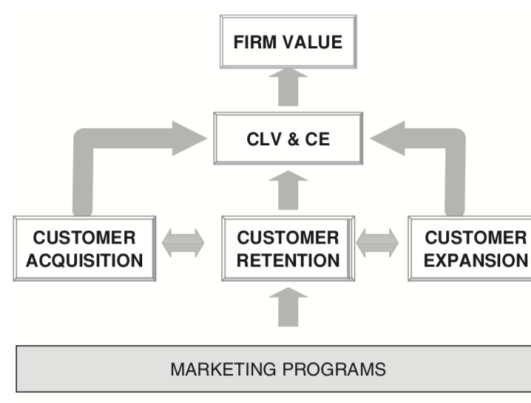 FIRM VALUE
CLV & CE
CUSTOMER
ACQUISITION
CUSTOMER
RETENTION
CUSTOMER
EXPANSION
MARKETING PROGRAMS